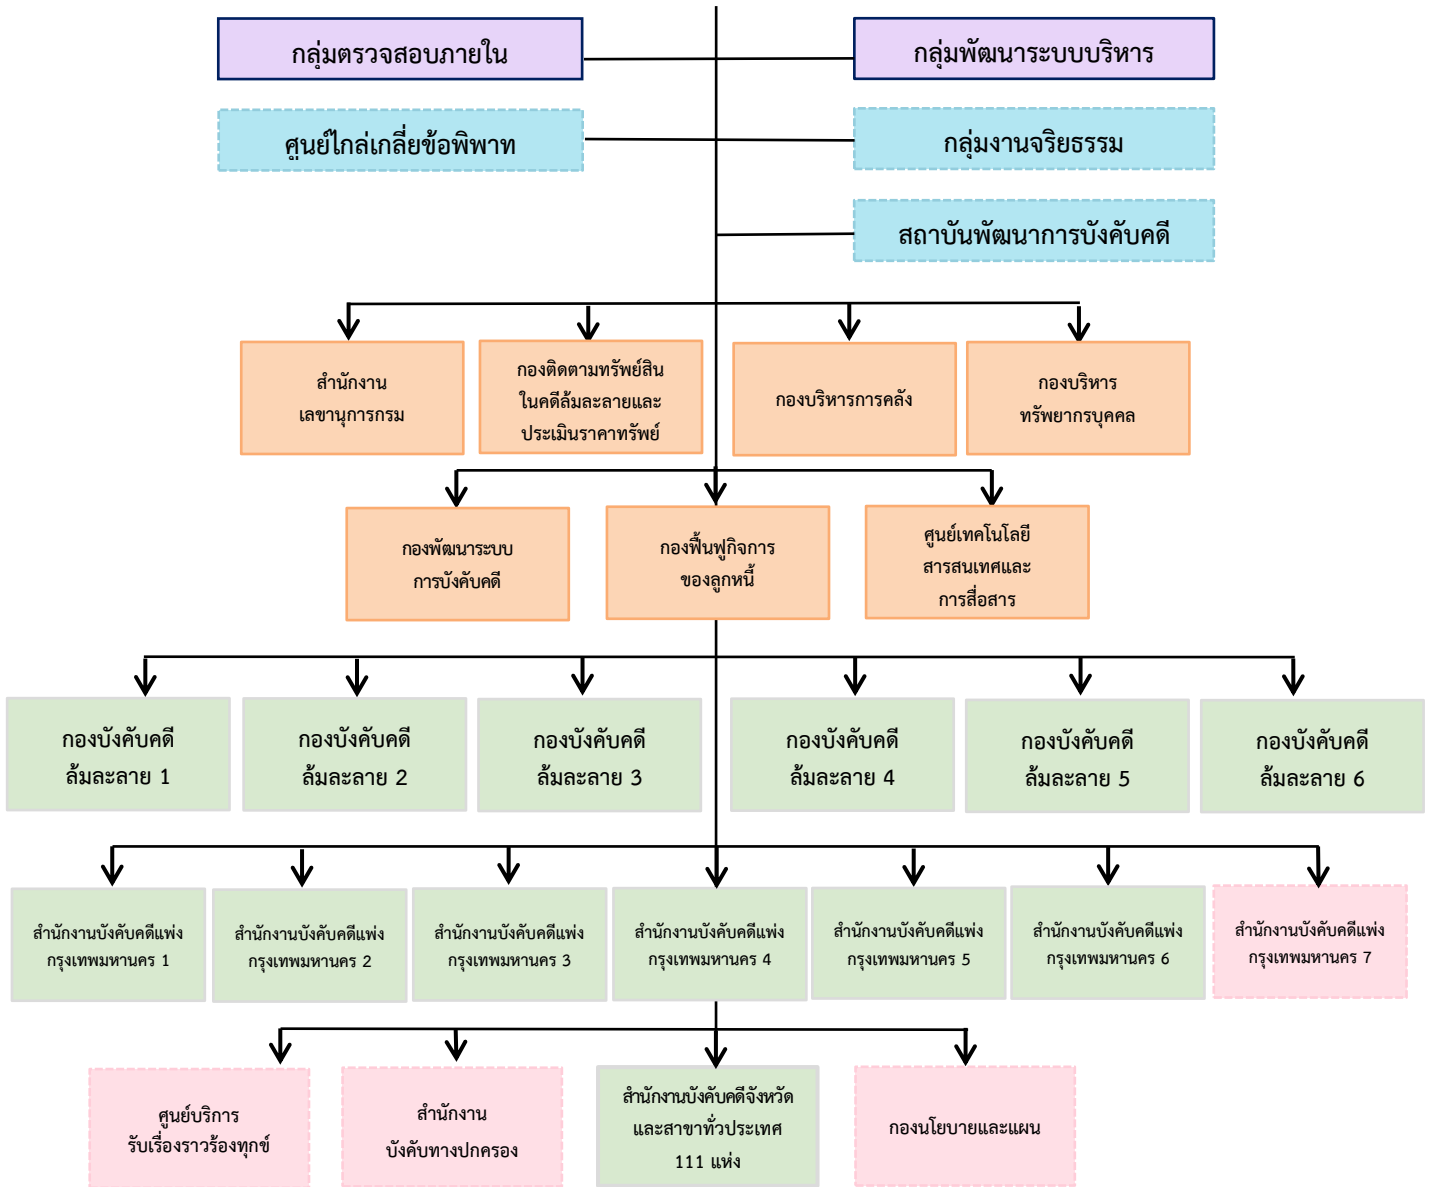 กลุ่มตรวจสอบภายใน
กลุ่มพัฒนาระบบบริหาร
ศูนย์ไกล่เกลี่ยข้อพิพาท
กลุ่มงานจริยธรรม
สถาบันพัฒนาการบังคับคดี
สำนักงาน
เลขานุการกรม
กองติดตามทรัพย์สิน
ในคดีล้มละลายและ
ประเมินราคาทรัพย์
กองบริหารการคลัง
กองบริหาร
ทรัพยากรบุคคล
กองพัฒนาระบบ
การบังคับคดี
กองฟื้นฟูกิจการ
ของลูกหนี้
ศูนย์เทคโนโลยี
สารสนเทศและ
การสื่อสาร
กองบังคับคดี
ล้มละลาย 1
กองบังคับคดี
ล้มละลาย 2
กองบังคับคดี
ล้มละลาย 3
กองบังคับคดี
ล้มละลาย 4
กองบังคับคดี
ล้มละลาย 5
กองบังคับคดี
ล้มละลาย 6
สำนักงานบังคับคดีแพ่ง
กรุงเทพมหานคร 1
สำนักงานบังคับคดีแพ่ง
กรุงเทพมหานคร 2
สำนักงานบังคับคดีแพ่ง
กรุงเทพมหานคร 3
สำนักงานบังคับคดีแพ่ง
กรุงเทพมหานคร 4
สำนักงานบังคับคดีแพ่ง
กรุงเทพมหานคร 5
สำนักงานบังคับคดีแพ่ง
กรุงเทพมหานคร 6
สำนักงานบังคับคดีแพ่ง
กรุงเทพมหานคร 7
ศูนย์บริการ
รับเรื่องราวร้องทุกข์
สำนักงาน
บังคับทางปกครอง
สำนักงานบังคับคดีจังหวัด
และสาขาทั่วประเทศ
111 แห่ง
กองนโยบายและแผน